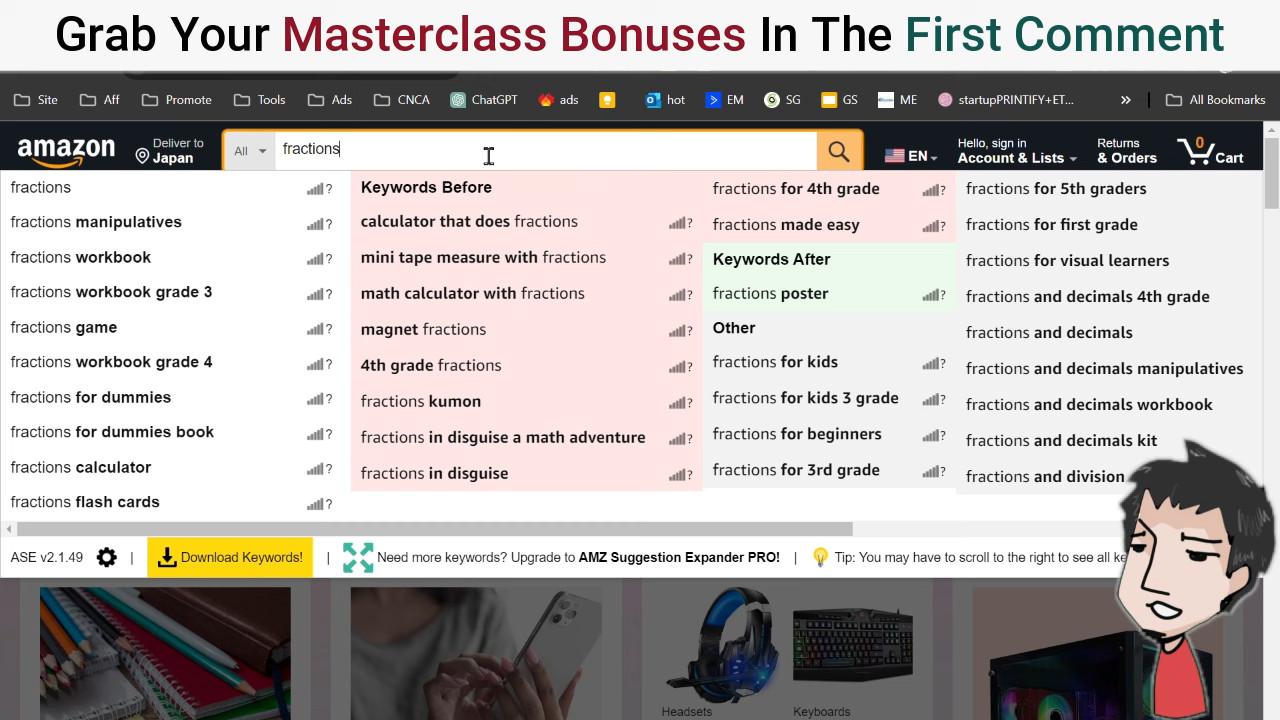 Grab Your Masterclass Bonuses In The First Comment
Site
Aff
Promote
Tools
Ads
CNCA
ChatGPT
ads
hot
EM
SG
GS
ME
startupPRINTIFY+ET...
»
All Bookmarks
amazon
Deliver to
Japan
All
fractions
EN
Hello, sign in
Account & Lists
Returns
& Orders
0
Cart
fractions ?
fractions manipulatives ?
fractions workbook ?
fractions workbook grade 3 ?
fractions game ?
fractions workbook grade 4 ?
fractions for dummies ?
fractions for dummies book ?
fractions calculator ?
fractions flash cards ?
Keywords Before
calculator that does fractions ?
mini tape measure with fractions ?
math calculator with fractions ?
magnet fractions ?
4th grade fractions ?
fractions kumon ?
fractions in disguise a math adventure ?
fractions in disguise ?
fractions for 4th grade ?
fractions made easy ?
Keywords After
fractions poster ?
Other
fractions for kids ?
fractions for kids 3 grade ?
fractions for beginners ?
fractions for 3rd grade ?
fractions for 5th graders
fractions for first grade
fractions for visual learners
fractions and decimals 4th grade
fractions and decimals
fractions and decimals manipulatives
fractions and decimals workbook
fractions and decimals kit
fractions and division
ASE v2.1.49 |
Download Keywords!
| Need more keywords? Upgrade to AMZ Suggestion Expander PRO! |
Tip: You may have to scroll to the right to see all ke
Headsets
Keyboards